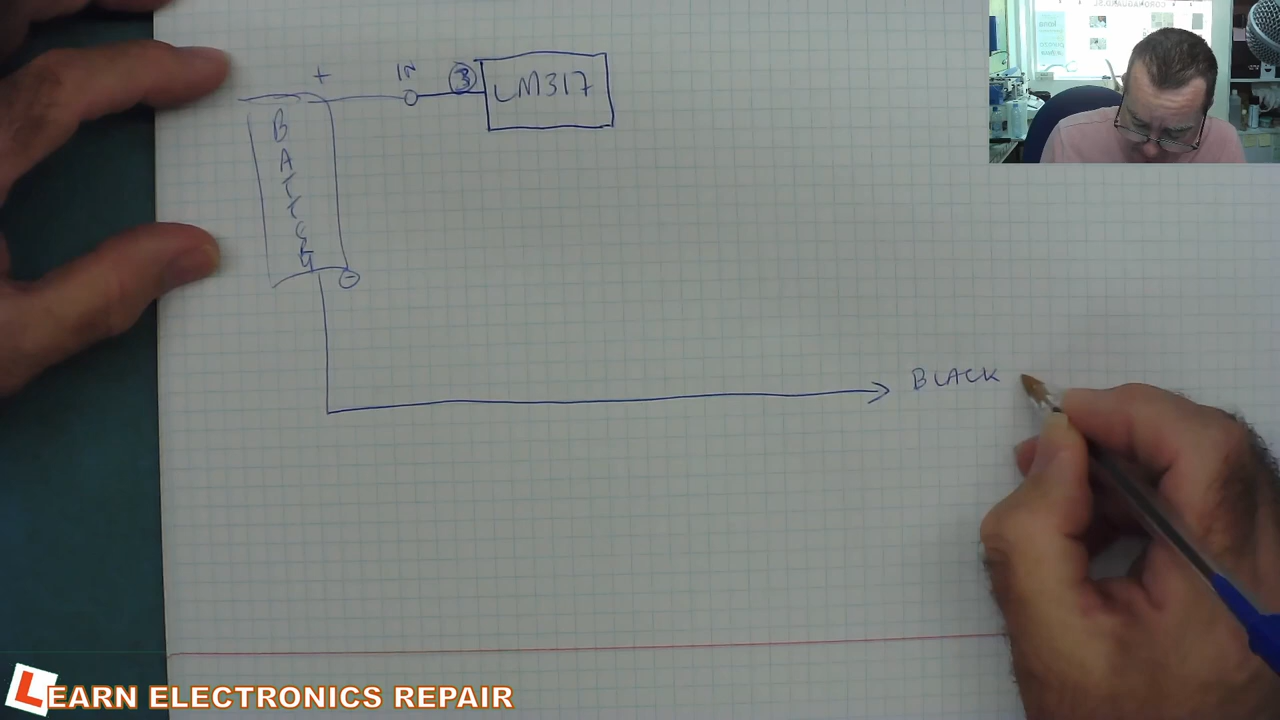 + IN
③ LM317
BATTERY
⊖
BLACK
LEARN ELECTRONICS REPAIR